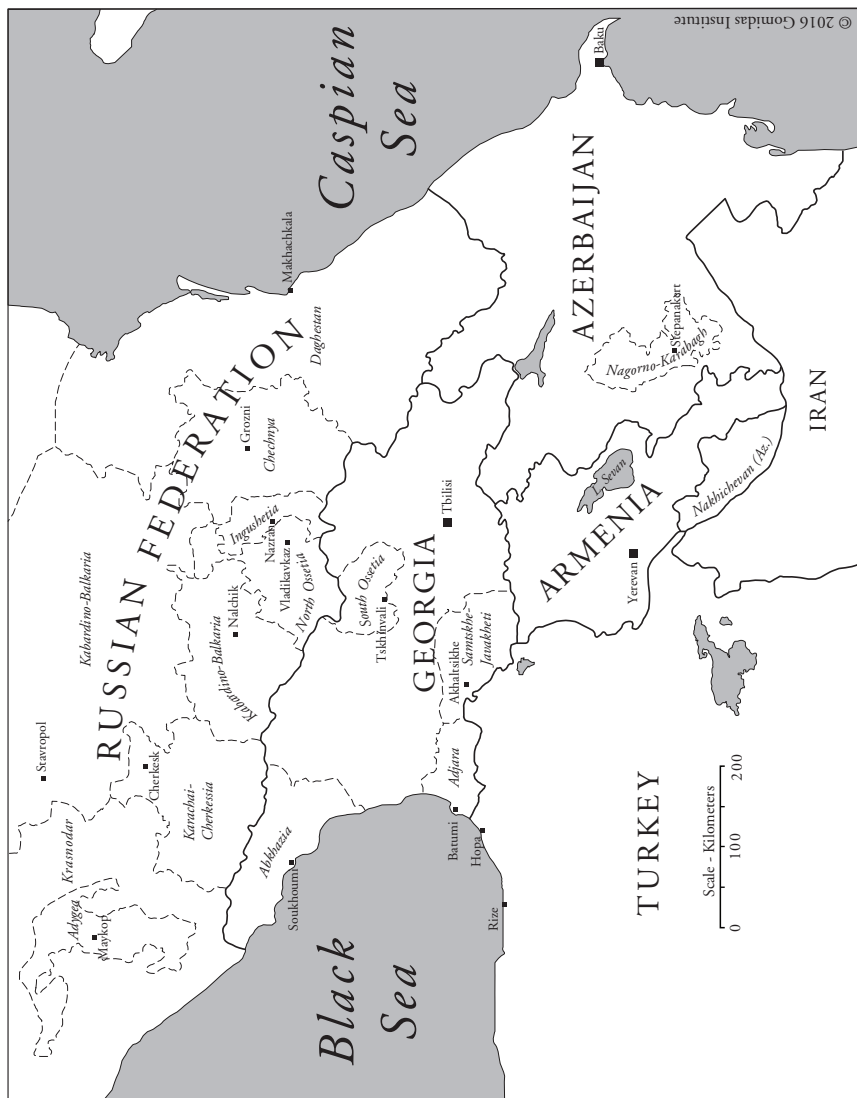 © 2016 Gomidas Institute
Stavropol
Krasnodar
Adygea
Maykop
Cherkesk
Karachai-
Cherkessia
Kabardino-Balkaria
RUSSIAN FEDERATION
Kabardino-Balkaria
Nalchik
Ingushetia
Nazran
Vladikavkaz
North Ossetia
Grozni
Chechnya
Daghestan
Makhachkala
Caspian
Sea
Black
Sea
Abkhazia
Soukhoumi
South Ossetia
Tskhinvali
GEORGIA
Tbilisi
Adjara
Batumi
Hopa
Rize
Akhaltsikhe
Samtskhe-
Javakheti
ARMENIA
L. Sevan
Yerevan
AZERBAIJAN
Baku
Nagorno-Karabagh
Stepanakert
Nakhichevan (Az.)
IRAN
TURKEY
Scale - Kilometers
0 100 200